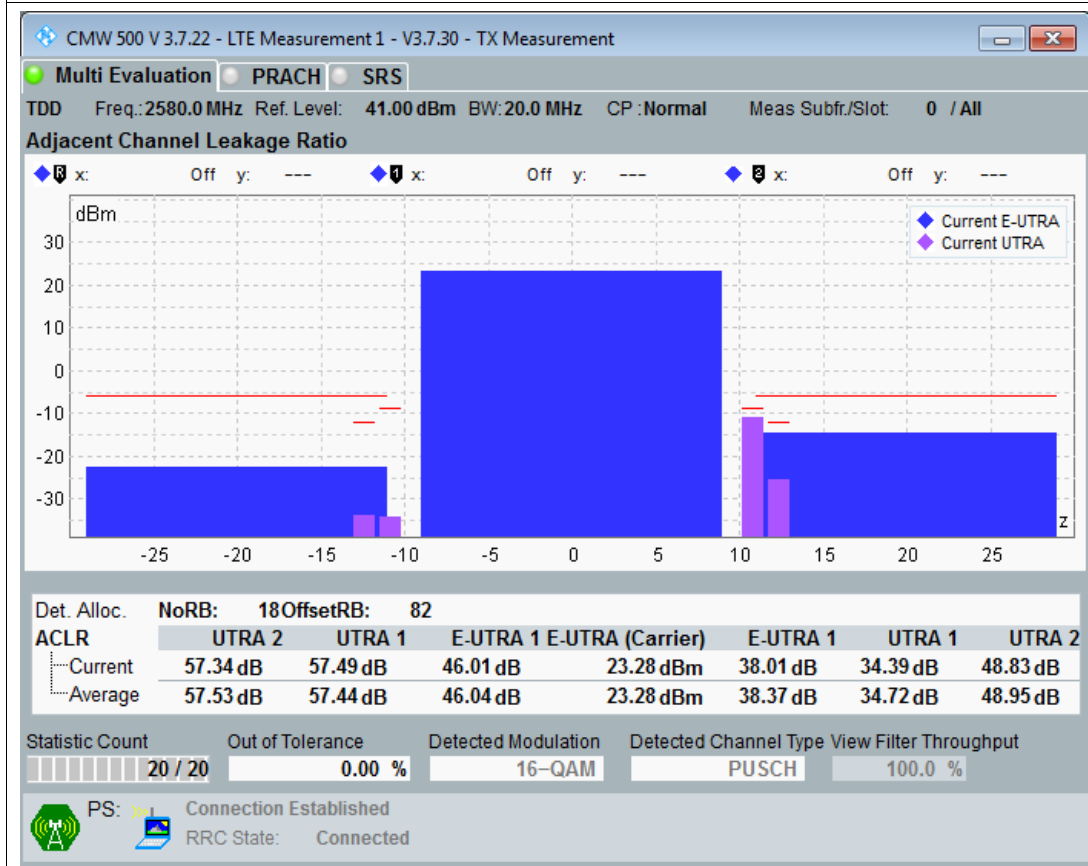 CMW 500 V 3.7.22 - LTE Measurement 1 - V3.7.30 - TX Measurement
Multi Evaluation PRACH SRS
TDD Freq.: 2580.0 MHz Ref. Level: 41.00 dBm BW: 20.0 MHz CP : Normal Meas Subfr./Slot: 0 / All
Adjacent Channel Leakage Ratio
R x: Off y: --- 1 x: Off y: --- 2 x: Off y: ---
dBm
Current E-UTRA
Current UTRA
30
20
10
0
-10
-20
-30
z
-25 -20 -15 -10 -5 0 5 10 15 20 25
Det. Alloc. NoRB: 18 OffsetRB: 82
ACLR UTRA 2 UTRA 1 E-UTRA 1 E-UTRA (Carrier) E-UTRA 1 UTRA 1 UTRA 2
Current 57.34 dB 57.49 dB 46.01 dB 23.28 dBm 38.01 dB 34.39 dB 48.83 dB
Average 57.53 dB 57.44 dB 46.04 dB 23.28 dBm 38.37 dB 34.72 dB 48.95 dB
Statistic Count Out of Tolerance Detected Modulation Detected Channel Type View Filter Throughput
20 / 20 0.00 % 16-QAM PUSCH 100.0 %
PS: Connection Established
RRC State: Connected